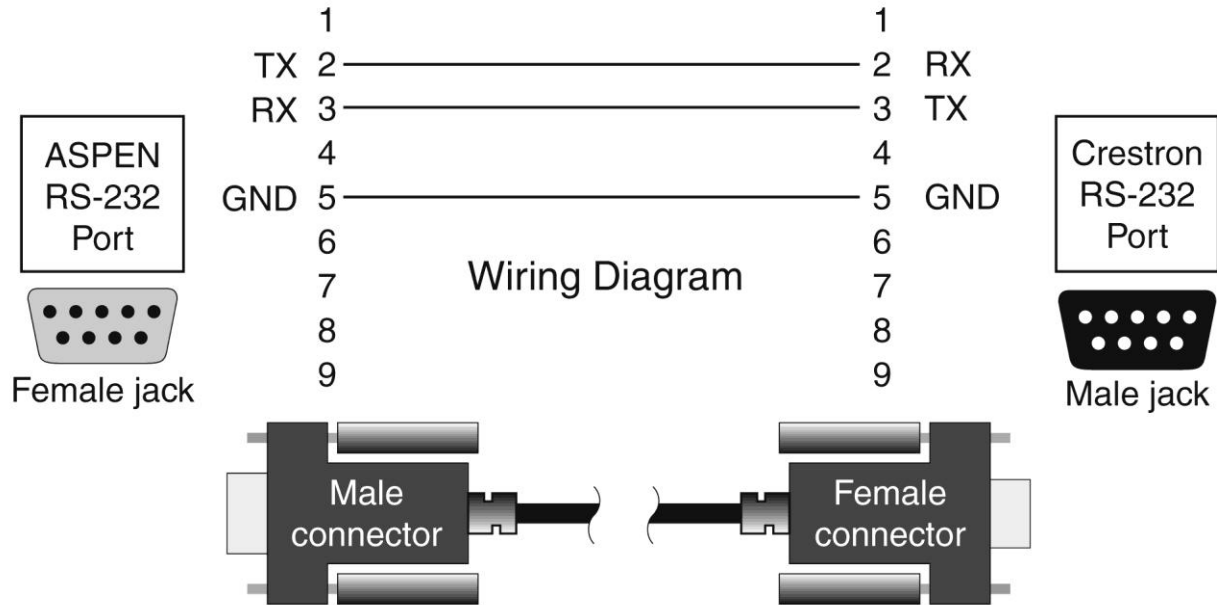 1 1
TX 2 2 RX
RX 3 3 TX
4 4
GND 5 5 GND
6 6
7 7
8 8
9 9
ASPEN
RS-232
Port
Female jack
Wiring Diagram
Crestron
RS-232
Port
Male jack
Male
connector
Female
connector